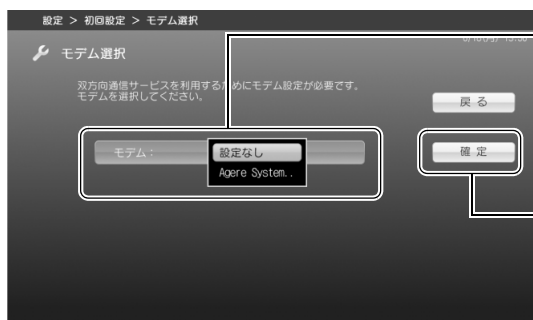 設定 > 初回設定 > モデム選択
モデム選択
双方向通信サービスを利用するためにモデム設定が必要です。
モデムを選択してください。
戻る
モデム：
設定なし
確定
Agere System..